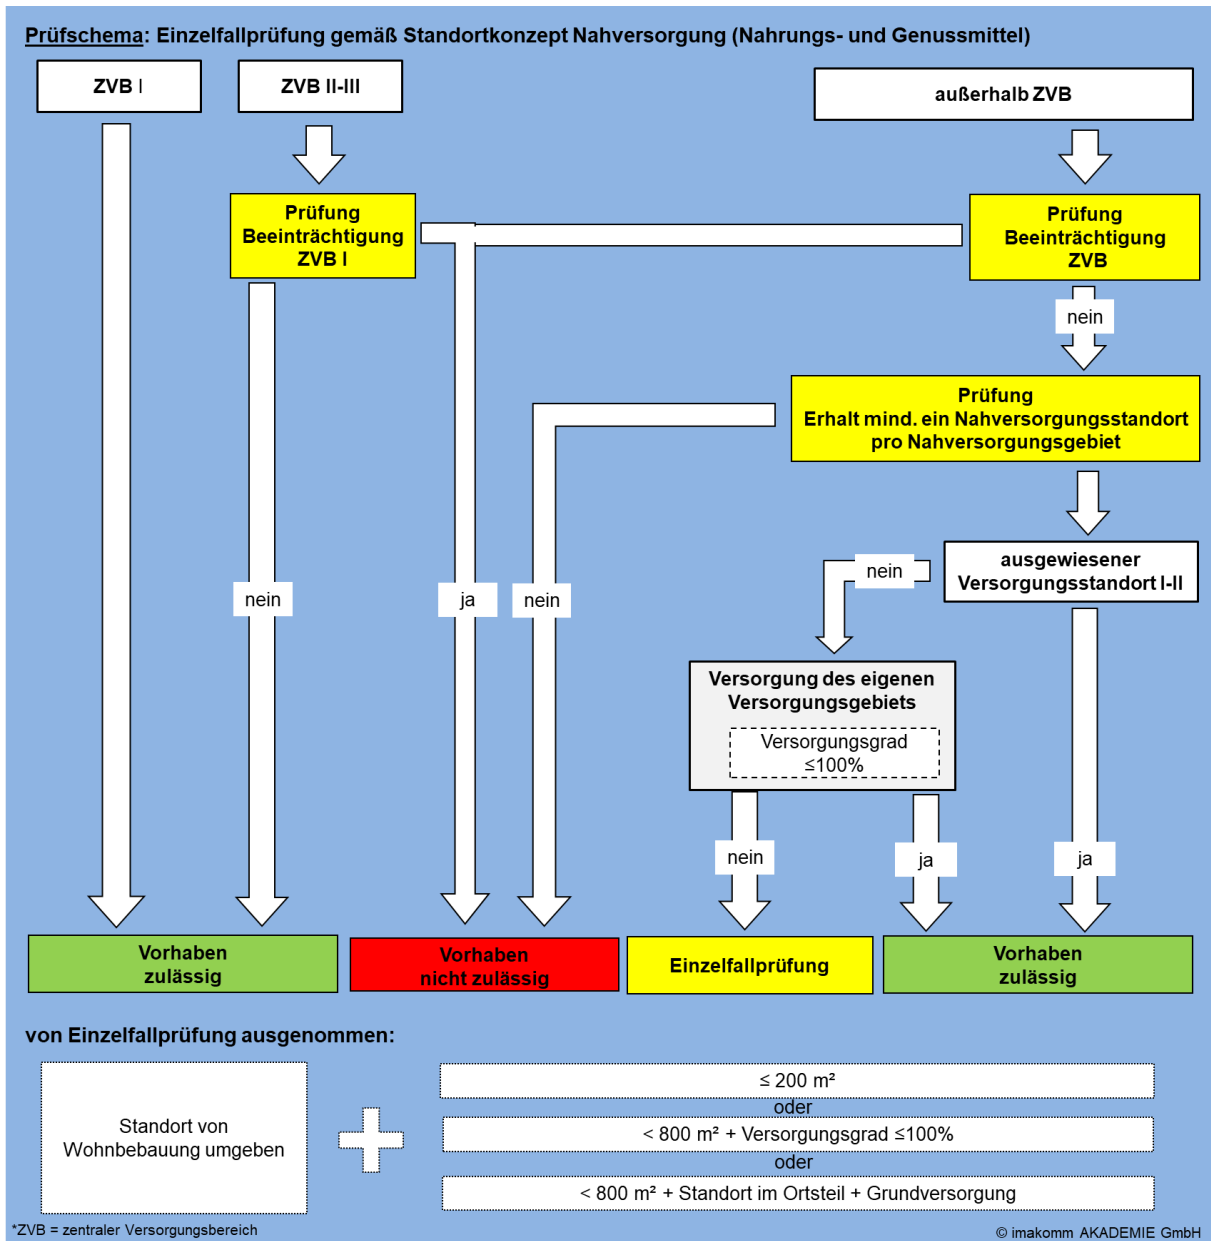 Prüfschema: Einzelfallprüfung gemäß Standortkonzept Nahversorgung (Nahrungs- und Genussmittel)
ZVB I
ZVB II-III
außerhalb ZVB
Prüfung
Beeinträchtigung
ZVB I
Prüfung
Beeinträchtigung
ZVB
nein
Prüfung
Erhalt mind. ein Nahversorgungsstandort
pro Nahversorgungsgebiet
ausgewiesener
Versorgungsstandort I-II
nein
nein
ja
nein
Versorgung des eigenen
Versorgungsgebiets
Versorgungsgrad
≤100%
nein
ja
ja
Vorhaben
zulässig
Vorhaben
nicht zulässig
Einzelfallprüfung
Vorhaben
zulässig
von Einzelfallprüfung ausgenommen:
Standort von
Wohnbebauung umgeben
≤ 200 m²
oder
< 800 m² + Versorgungsgrad ≤100%
oder
< 800 m² + Standort im Ortsteil + Grundversorgung
*ZVB = zentraler Versorgungsbereich
© imakomm AKADEMIE GmbH